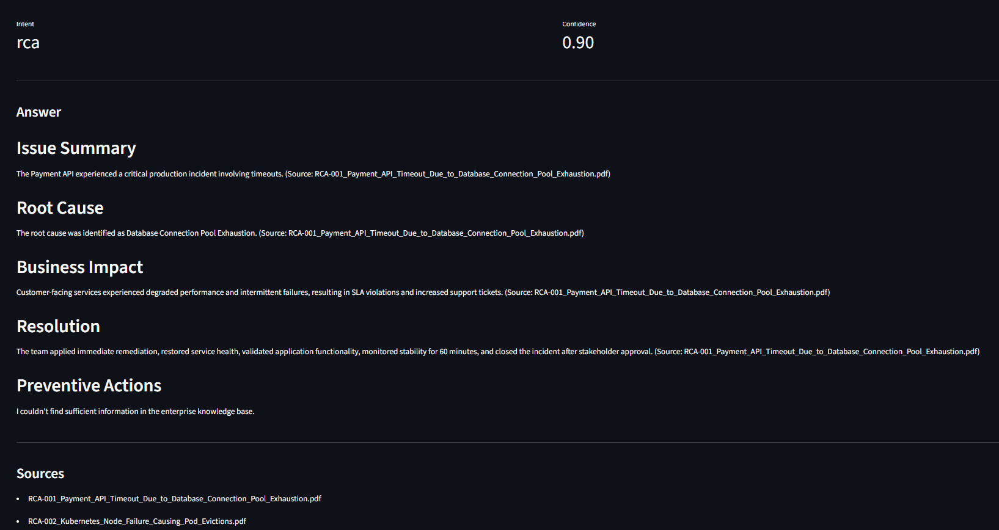 Intent
Confidence
rca
0.90
Answer
Issue Summary
The Payment API experienced a critical production incident involving timeouts. (Source: RCA-001_Payment_API_Timeout_Due_to_Database_Connection_Pool_Exhaustion.pdf)
Root Cause
The root cause was identified as Database Connection Pool Exhaustion. (Source: RCA-001_Payment_API_Timeout_Due_to_Database_Connection_Pool_Exhaustion.pdf)
Business Impact
Customer-facing services experienced degraded performance and intermittent failures, resulting in SLA violations and increased support tickets. (Source: RCA-001_Payment_API_Timeout_Due_to_Database_Connection_Pool_Exhaustion.pdf)
Resolution
The team applied immediate remediation, restored service health, validated application functionality, monitored stability for 60 minutes, and closed the incident after stakeholder approval. (Source: RCA-001_Payment_API_Timeout_Due_to_Database_Connection_Pool_Exhaustion.pdf)
Preventive Actions
I couldn't find sufficient information in the enterprise knowledge base.
Sources
• RCA-001_Payment_API_Timeout_Due_to_Database_Connection_Pool_Exhaustion.pdf
• RCA-002_Kubernetes_Node_Failure_Causing_Pod_Evictions.pdf